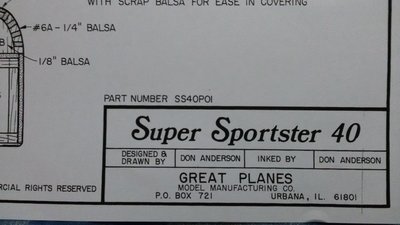 WITH SCRAP BALSA FOR EASE IN COVERING
#6A - 1/4" BALSA
1/8" BALSA
PART NUMBER SS40P01
Super Sportster 40
DESIGNED & DRAWN BY DON ANDERSON INKED BY DON ANDERSON
GREAT PLANES
MODEL MANUFACTURING CO.
P.O. BOX 721 URBANA, IL. 61801
RIGHTS RESERVED